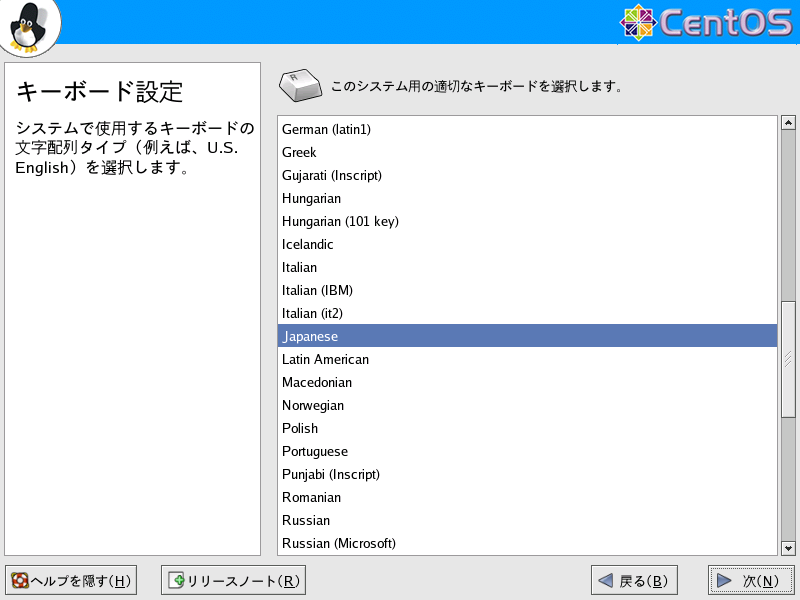 CentOS
キーボード設定
システムで使用するキーボードの
文字配列タイプ（例えば、U.S.
English）を選択します。
このシステム用の適切なキーボードを選択します。
German (latin1)
Greek
Gujarati (Inscript)
Hungarian
Hungarian (101 key)
Icelandic
Italian
Italian (IBM)
Italian (it2)
Japanese
Latin American
Macedonian
Norwegian
Polish
Portuguese
Punjabi (Inscript)
Romanian
Russian
Russian (Microsoft)
ヘルプを隠す(H)
リリースノート(R)
戻る(B)
次(N)